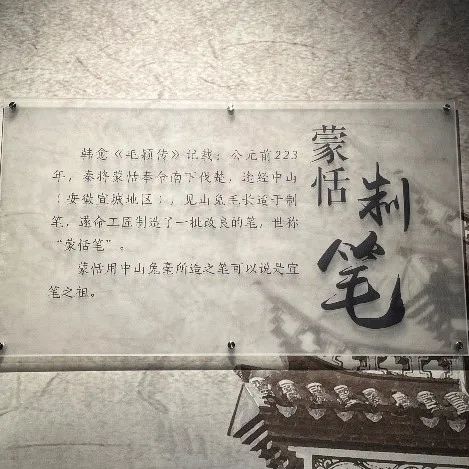 蒙恬
制笔
韩愈《毛颖传》记载：公元前223
年，秦将蒙恬奉令南下伐楚，途经中山
（安徽宣城地区），见山兔毛长适于制
笔，遂命工匠制造了一批改良的笔，世称
“蒙恬笔”。
蒙恬用中山兔毫所造之笔可以说是宣
笔之祖。